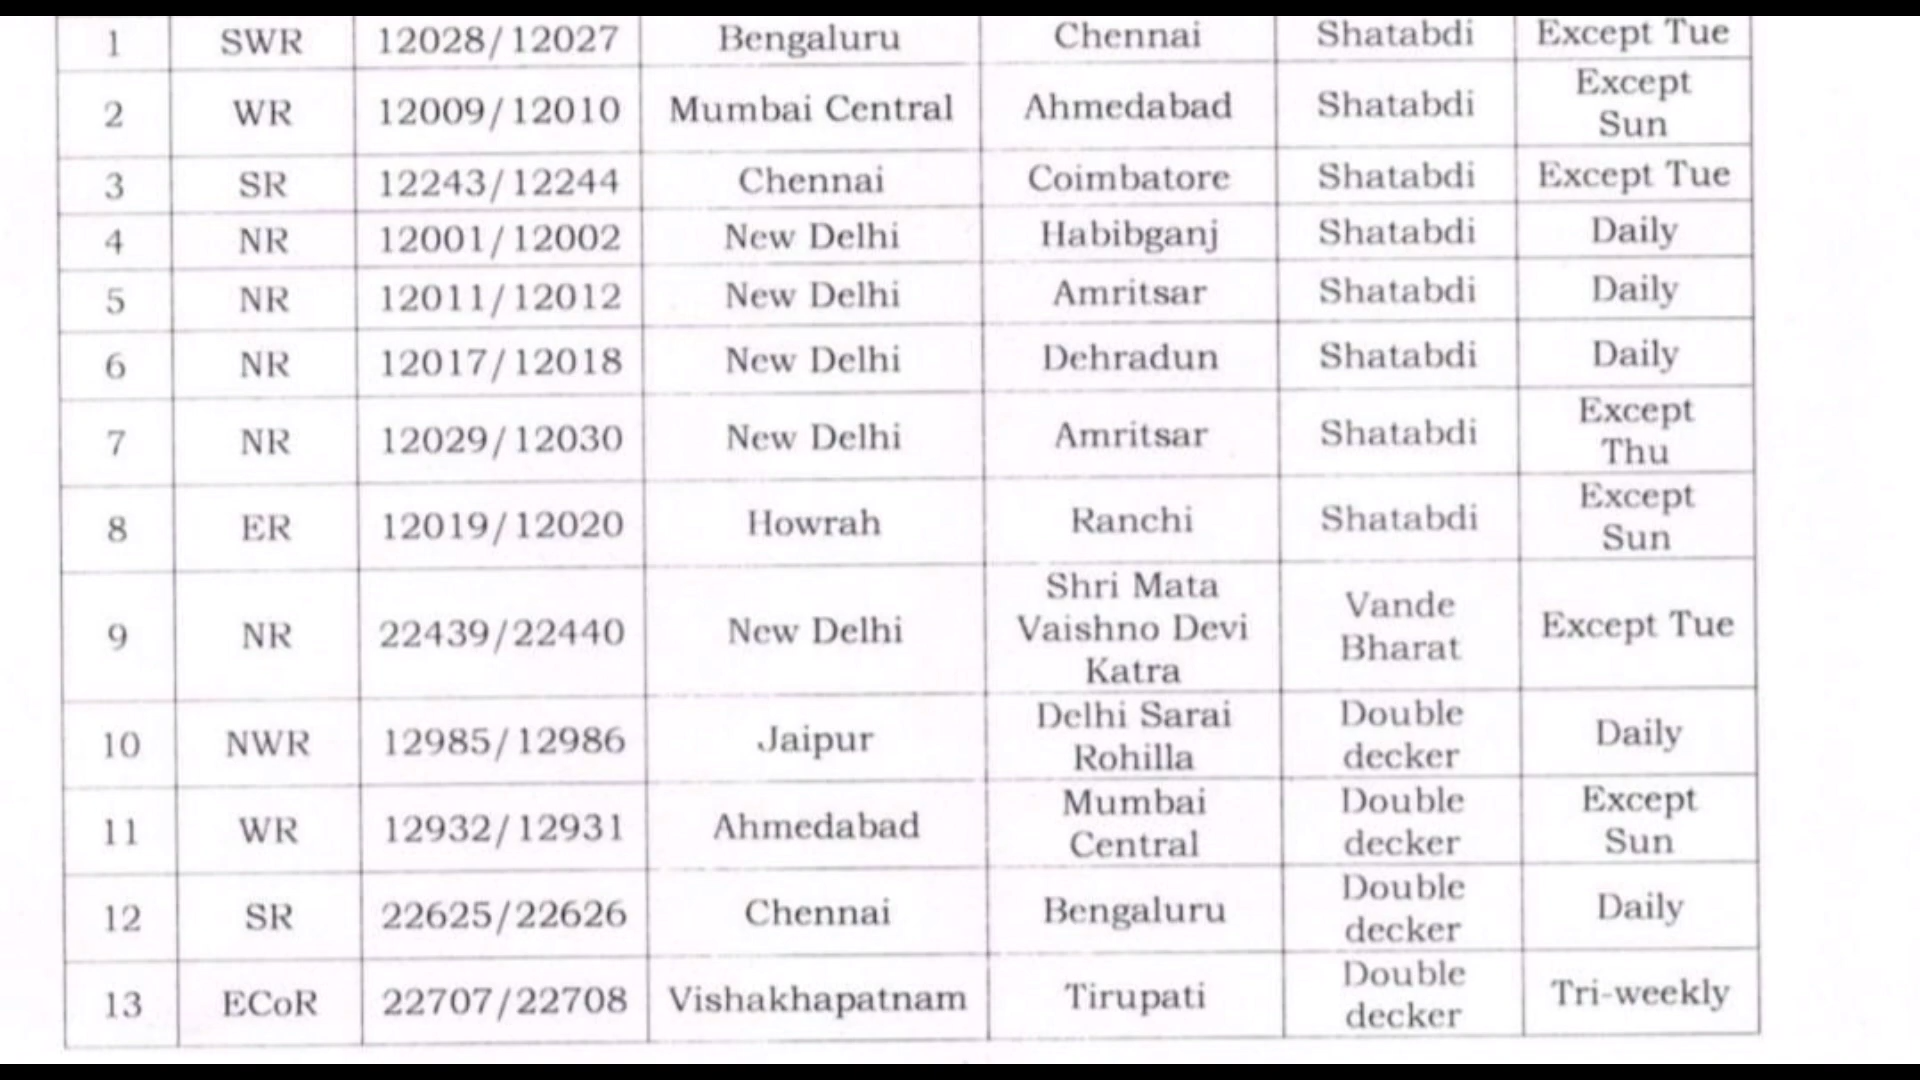 1 SWR 12028/12027 Bengaluru Chennai Shatabdi Except Tue
2 WR 12009/12010 Mumbai Central Ahmedabad Shatabdi Except
Sun
3 SR 12243/12244 Chennai Coimbatore Shatabdi Except Tue
4 NR 12001/12002 New Delhi Habibganj Shatabdi Daily
5 NR 12011/12012 New Delhi Amritsar Shatabdi Daily
6 NR 12017/12018 New Delhi Dehradun Shatabdi Daily
7 NR 12029/12030 New Delhi Amritsar Shatabdi Except
Thu
8 ER 12019/12020 Howrah Ranchi Shatabdi Except
Sun
9 NR 22439/22440 New Delhi Shri Mata
Vaishno Devi
Katra Vande
Bharat Except Tue
10 NWR 12985/12986 Jaipur Delhi Sarai
Rohilla Double
decker Daily
11 WR 12932/12931 Ahmedabad Mumbai
Central Double
decker Except
Sun
12 SR 22625/22626 Chennai Bengaluru Double
decker Daily
13 ECoR 22707/22708 Vishakhapatnam Tirupati Double
decker Tri-weekly